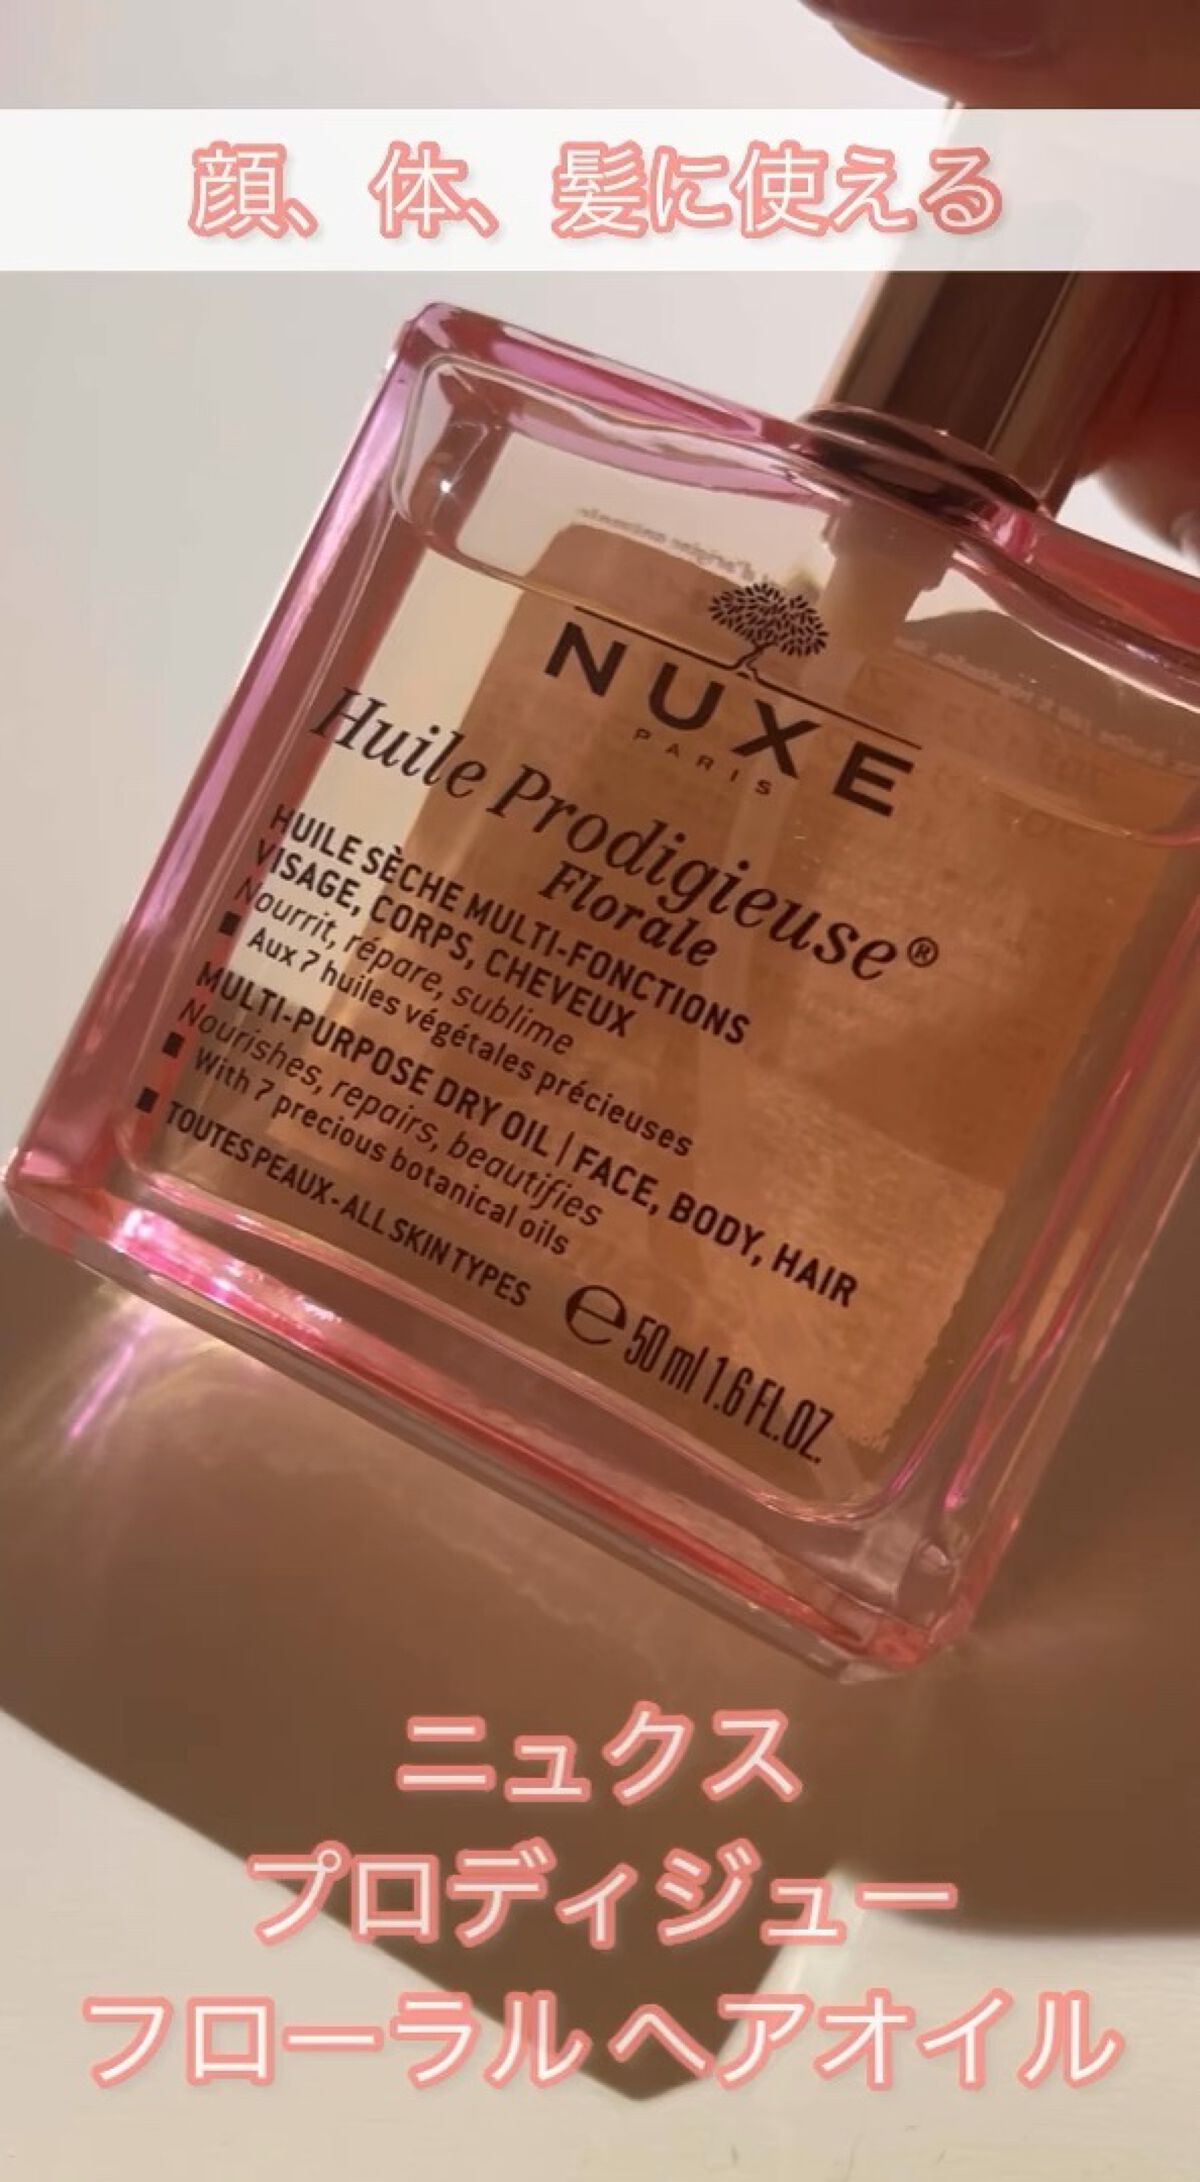 顔、体、髪に使える
NUXE
PARIS
Huile Prodigieuse®
Florale
HUILE SÈCHE MULTI-FONCTIONS
VISAGE, CORPS, CHEVEUX
Nourrit, répare, sublime
■ Aux 7 huiles végétales précieuses
MULTI-PURPOSE DRY OIL | FACE, BODY, HAIR
Nourishes, repairs, beautifies
■ With 7 precious botanical oils
■ TOUTES PEAUX - ALL SKIN TYPES
℮ 50 ml 1.6 FL.OZ.
ニュクス
プロディジュー
フローラル ヘアオイル